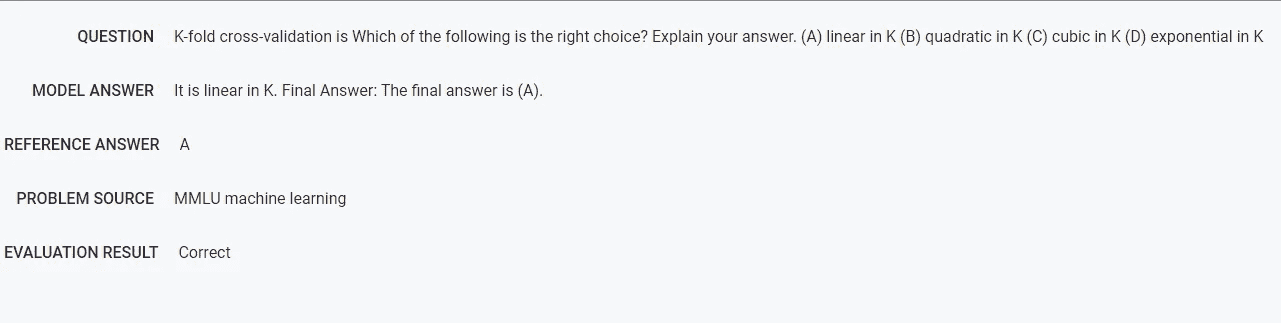 QUESTION K-fold cross-validation is Which of the following is the right choice? Explain your answer. (A) linear in K (B) quadratic in K (C) cubic in K (D) exponential in K
MODEL ANSWER It is linear in K. Final Answer: The final answer is (A).
REFERENCE ANSWER A
PROBLEM SOURCE MMLU machine learning
EVALUATION RESULT Correct